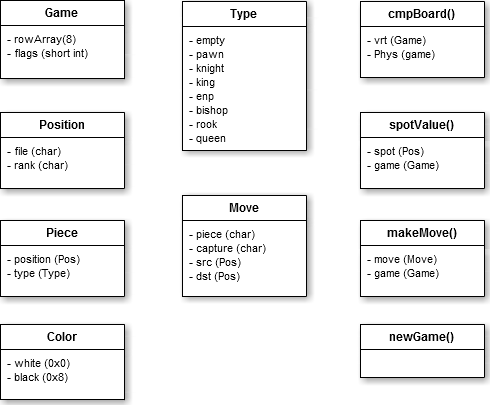 Game
- rowArray(8)
- flags (short int)
Position
- file (char)
- rank (char)
Piece
- position (Pos)
- type (Type)
Color
- white (0x0)
- black (0x8)
Type
- empty
- pawn
- knight
- king
- enp
- bishop
- rook
- queen
Move
- piece (char)
- capture (char)
- src (Pos)
- dst (Pos)
cmpBoard()
- vrt (Game)
- Phys (game)
spotValue()
- spot (Pos)
- game (Game)
makeMove()
- move (Move)
- game (Game)
newGame()